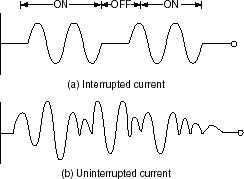 ON OFF ON
(a) Interrupted current
(b) Uninterrupted current